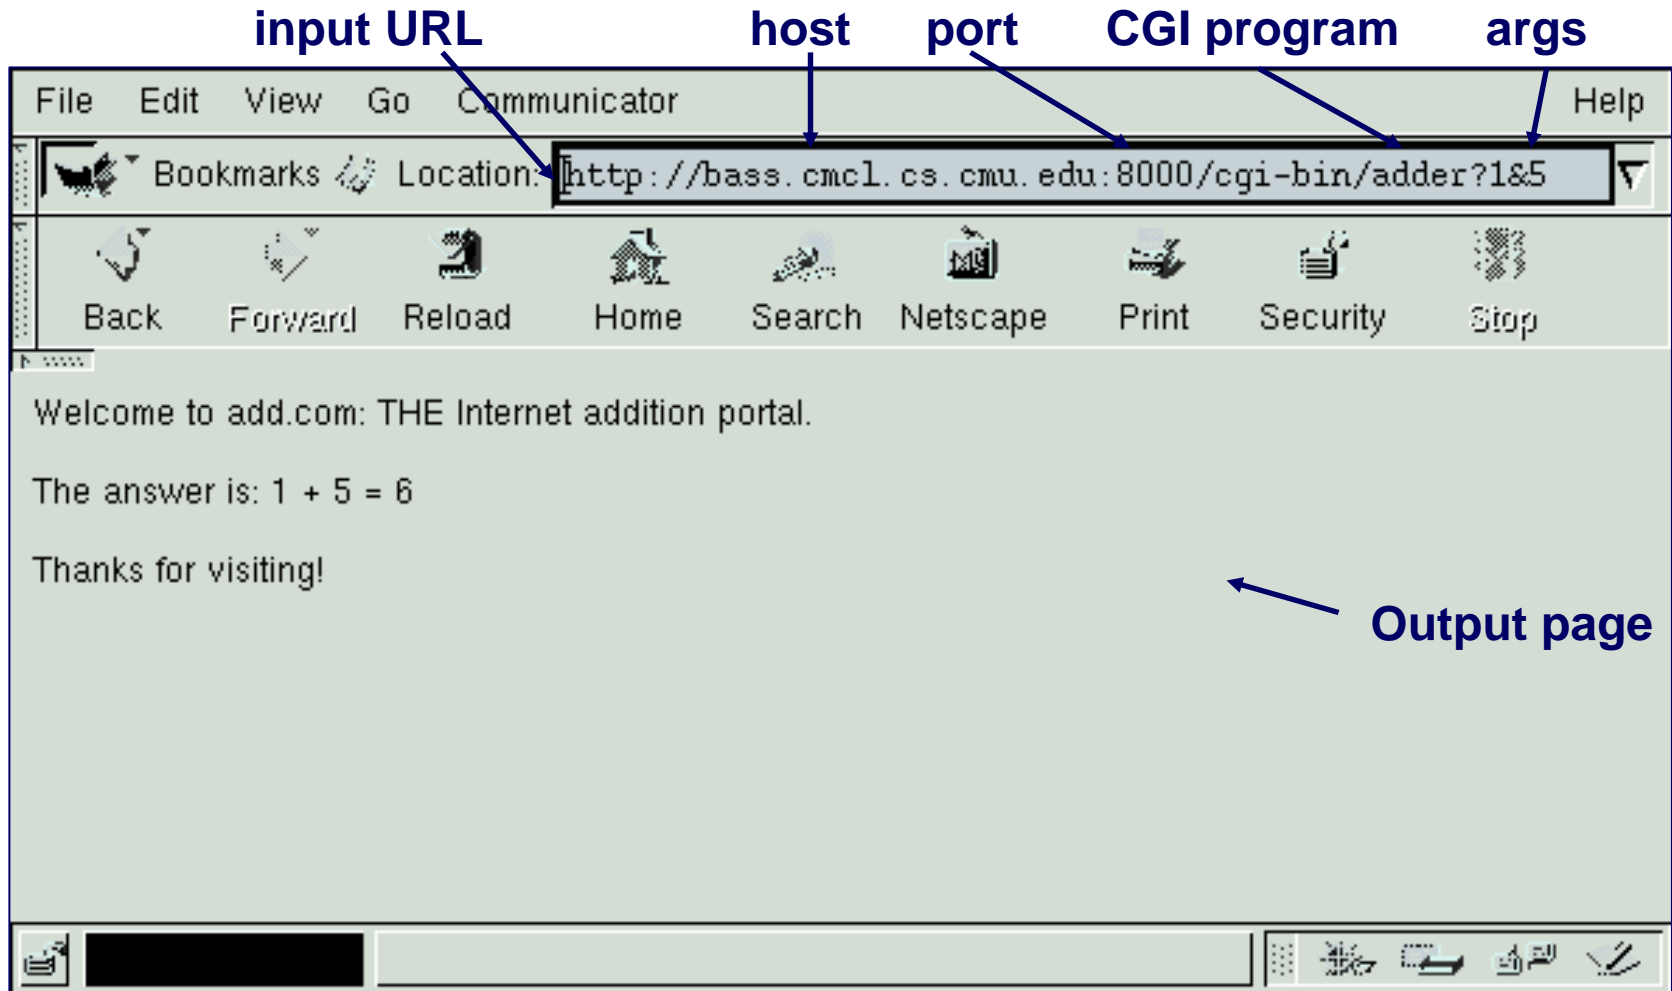 input URL host port CGI program args
File Edit View Go Communicator Help
Bookmarks Location: http://bass.cmcl.cs.cmu.edu:8000/cgi-bin/adder?1&5
Back Forward Reload Home Search Netscape Print Security Stop
Welcome to add.com: THE Internet addition portal.
The answer is: 1 + 5 = 6
Thanks for visiting!
Output page